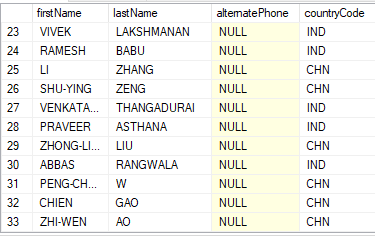 firstName lastName alternatePhone countryCode
23 VIVEK LAKSHMANAN NULL IND
24 RAMESH BABU NULL IND
25 LI ZHANG NULL CHN
26 SHU-YING ZENG NULL CHN
27 VENKATA... THANGADURAI NULL IND
28 PRAVEER ASTHANA NULL IND
29 ZHONG-LI... LIU NULL CHN
30 ABBAS RANGWALA NULL IND
31 PENG-CH... W NULL CHN
32 CHIEN GAO NULL CHN
33 ZHI-WEN AO NULL CHN